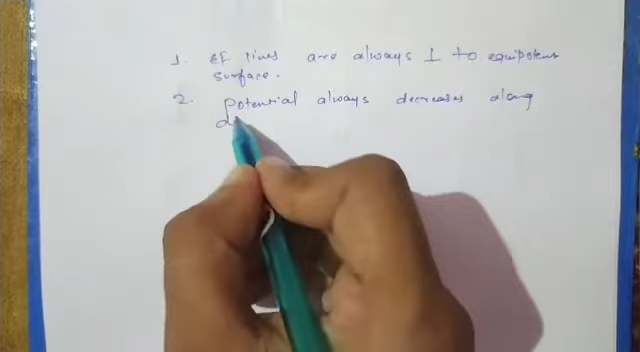 1. EF lines are always ⊥ to equipotent
surface.
2. Potential always decreases along